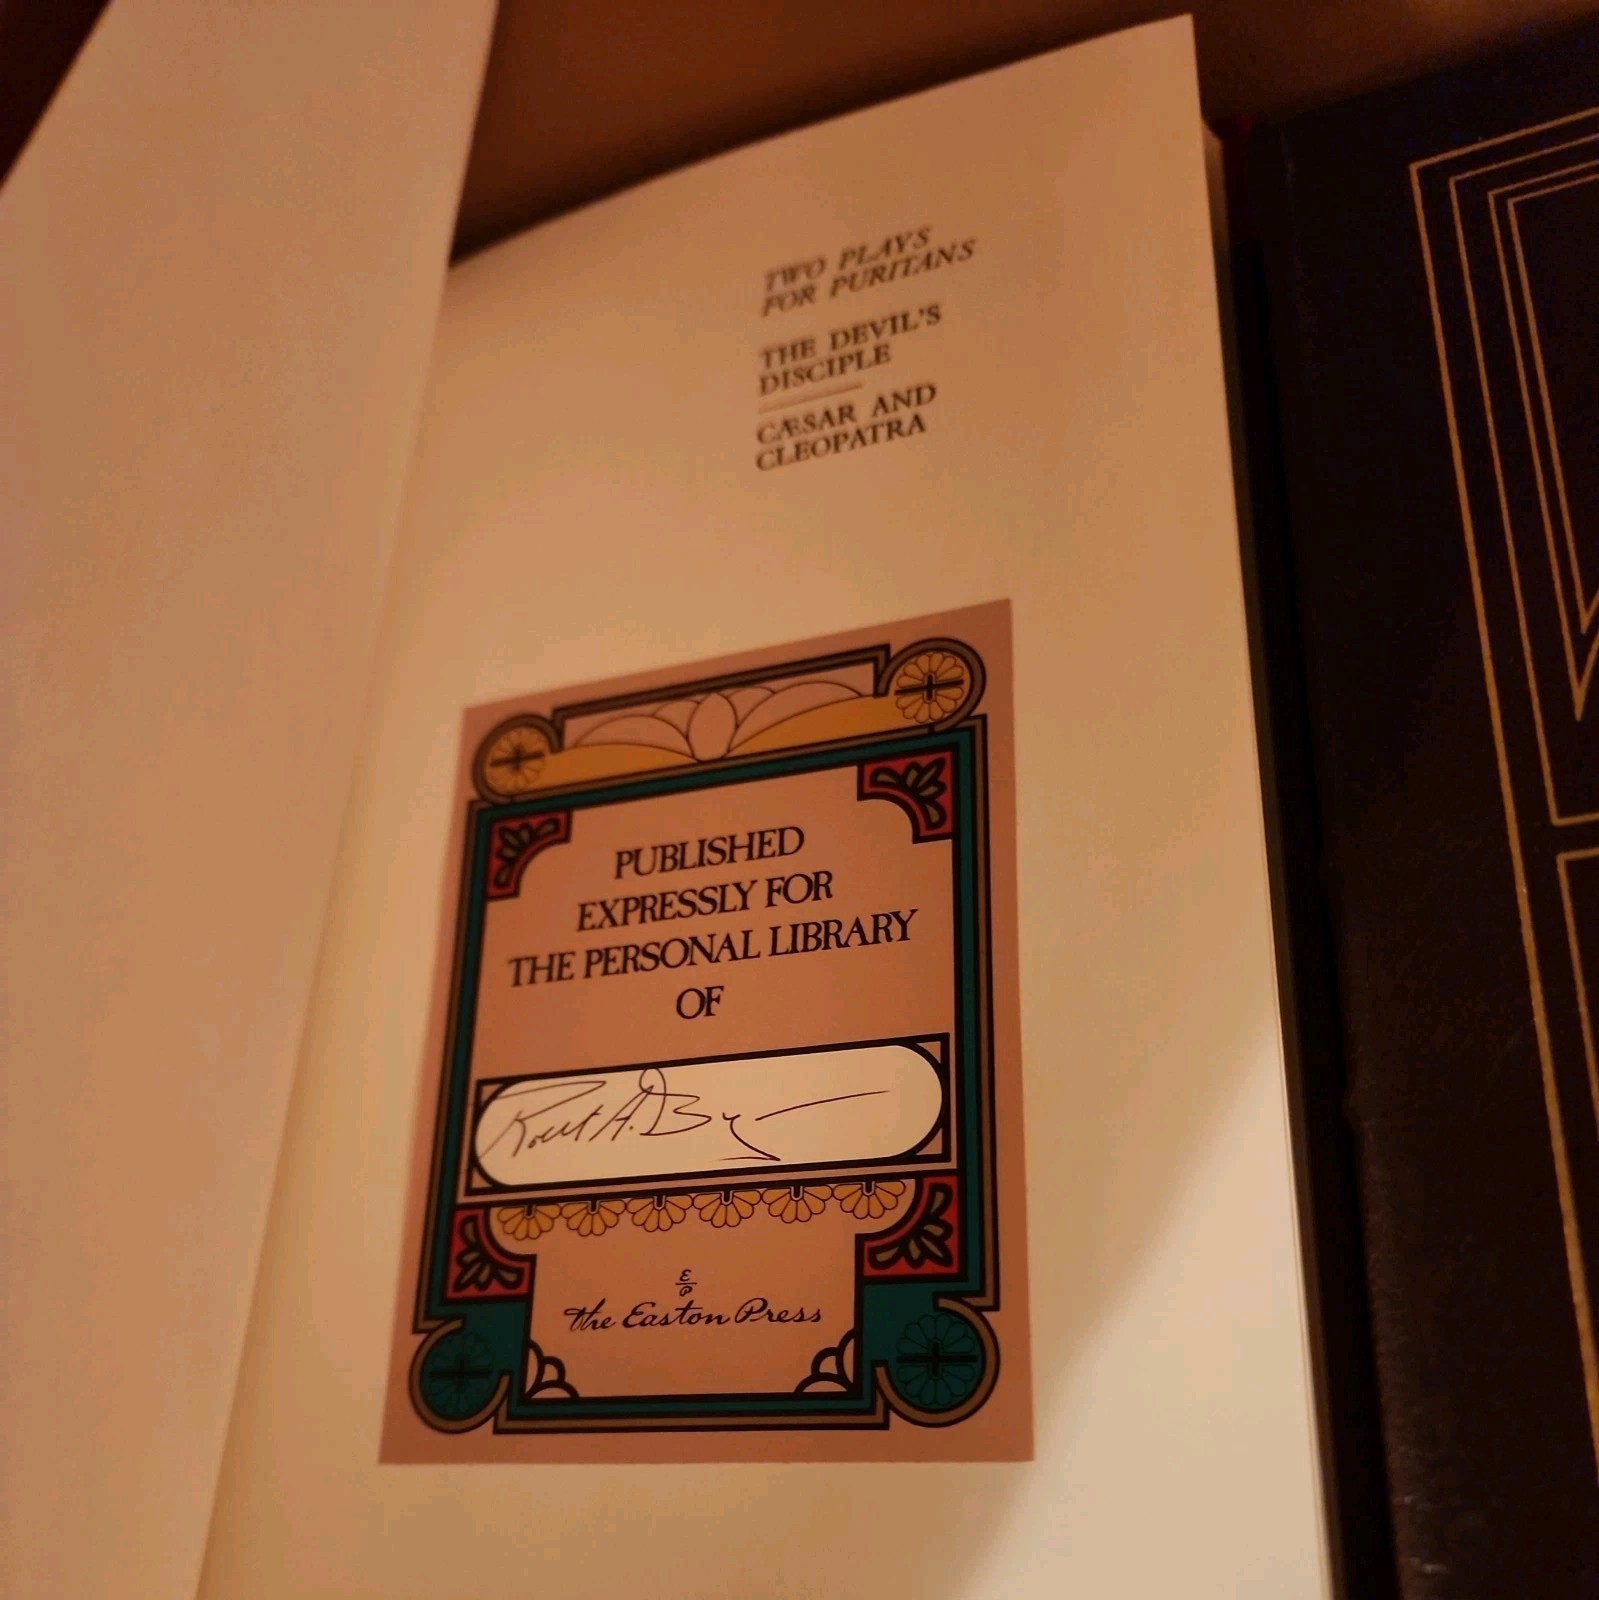 TWO PLAYS
FOR PURITANS
THE DEVIL'S
DISCIPLE
CÆSAR AND
CLEOPATRA
PUBLISHED
EXPRESSLY FOR
THE PERSONAL LIBRARY
OF
Robert A.
E
P
the Easton Press